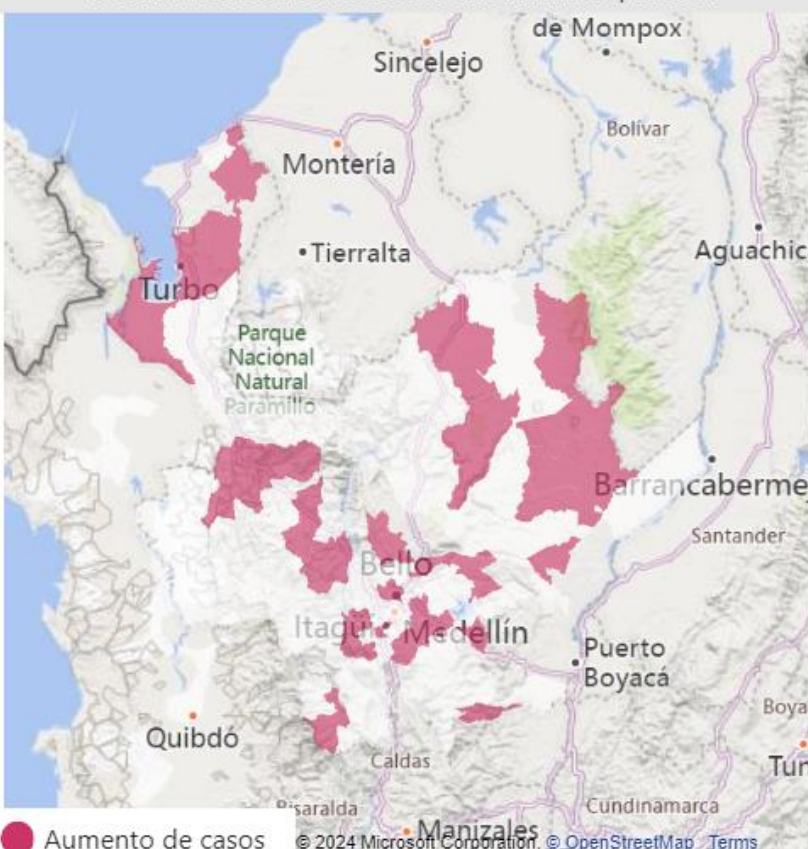 de Mompox
Sincelejo
Bolívar
Montería
Tierralta
Aguachic
Turbo
Parque
Nacional
Natural
Paramillo
Barrancaberme
Santander
Bello
Itagüí
Medellín
Puerto
Boyacá
Boya
Quibdó
Tun
Caldas
Risaralda
Cundinamarca
Manizales
Aumento de casos
© 2024 Microsoft Corporation, © OpenStreetMap Terms